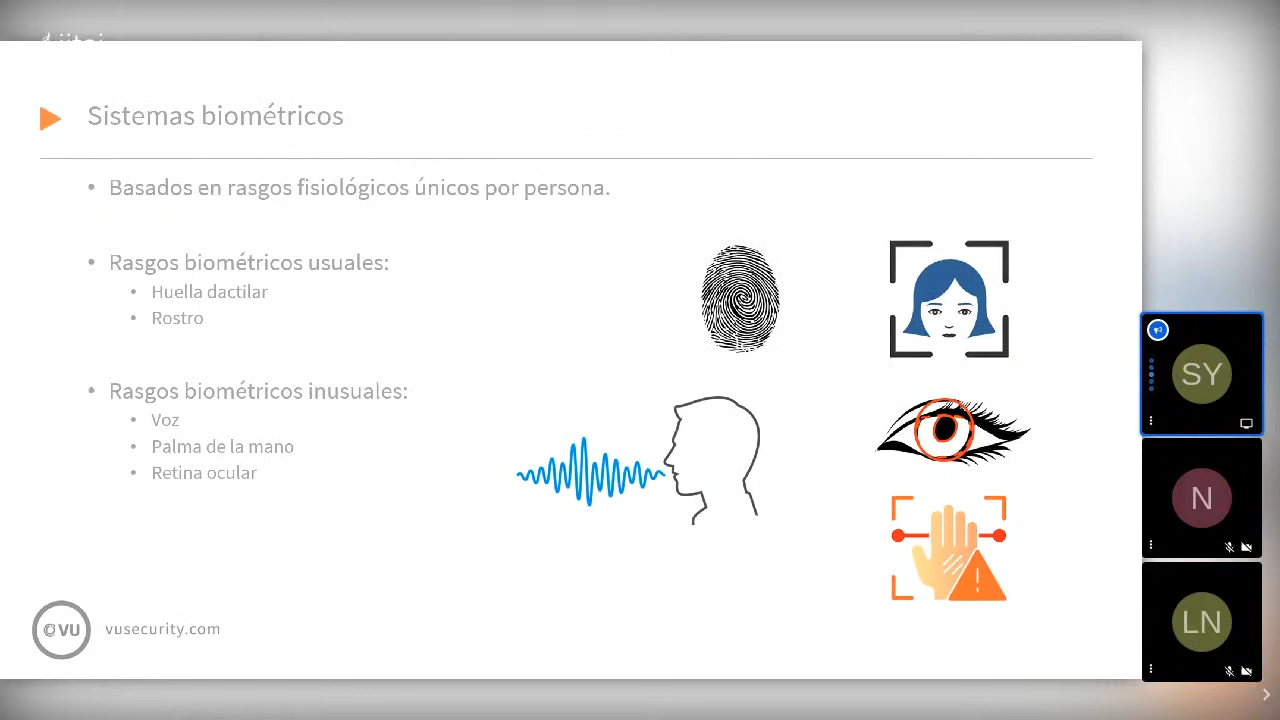 Sistemas biométricos
• Basados en rasgos fisiológicos únicos por persona.
• Rasgos biométricos usuales:
• Huella dactilar
• Rostro
• Rasgos biométricos inusuales:
• Voz
• Palma de la mano
• Retina ocular
VU
vusecurity.com
SY
N
LN